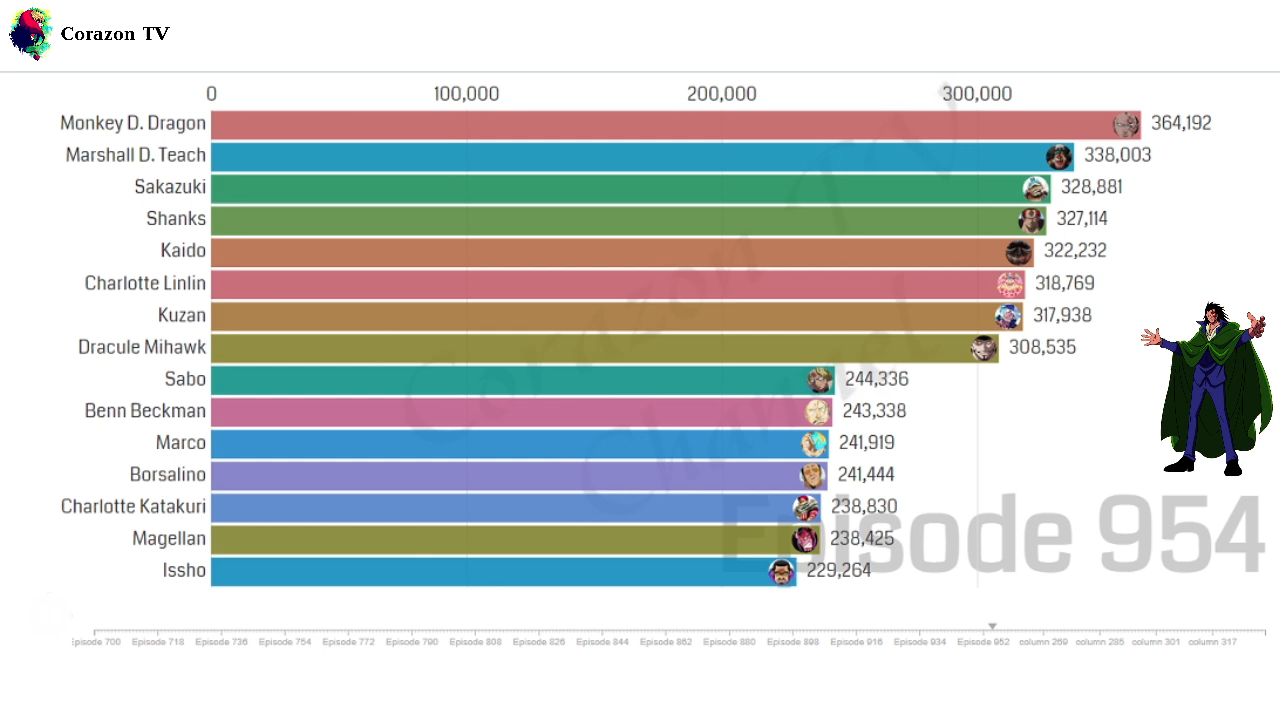 Corazon TV
0 100,000 200,000 300,000
Monkey D. Dragon 364,192
Marshall D. Teach 338,003
Sakazuki 328,881
Shanks 327,114
Kaido 322,232
Charlotte Linlin 318,769
Kuzan 317,938
Dracule Mihawk 308,535
Sabo 244,336
Benn Beckman 243,338
Marco 241,919
Borsalino 241,444
Charlotte Katakuri 238,830
Magellan 238,425
Issho 229,264
Corazon TV
Channel
Episode 954
Episode 700 Episode 718 Episode 736 Episode 754 Episode 772 Episode 790 Episode 808 Episode 826 Episode 844 Episode 862 Episode 880 Episode 898 Episode 916 Episode 934 Episode 952 column 269 column 285 column 301 column 317